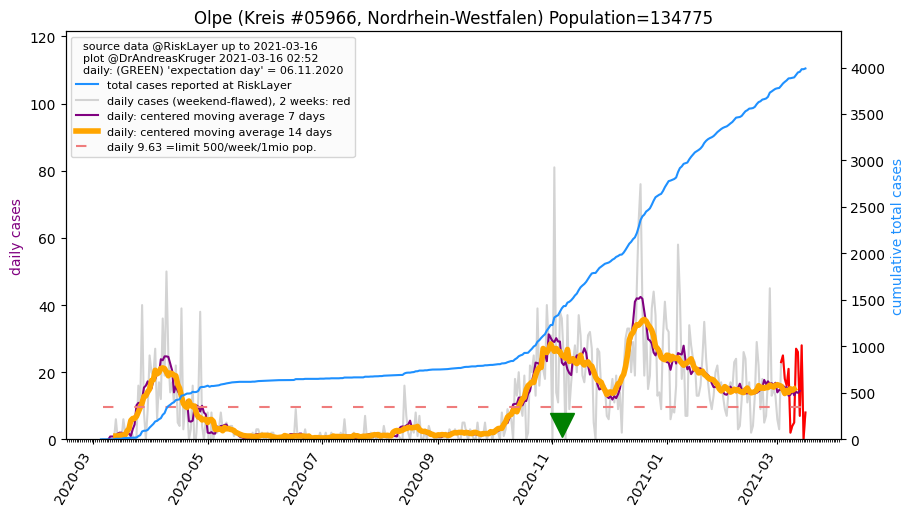 Olpe (Kreis #05966, Nordrhein-Westfalen) Population=134775
source data @RiskLayer up to 2021-03-16
plot @DrAndreasKruger 2021-03-16 02:52
daily: (GREEN) 'expectation day' = 06.11.2020
total cases reported at RiskLayer
daily cases (weekend-flawed), 2 weeks: red
daily: centered moving average 7 days
daily: centered moving average 14 days
daily 9.63 =limit 500/week/1mio pop.
daily cases
120
100
80
60
40
20
0
cumulative total cases
4000
3500
3000
2500
2000
1500
1000
500
0
2020-03
2020-05
2020-07
2020-09
2020-11
2021-01
2021-03